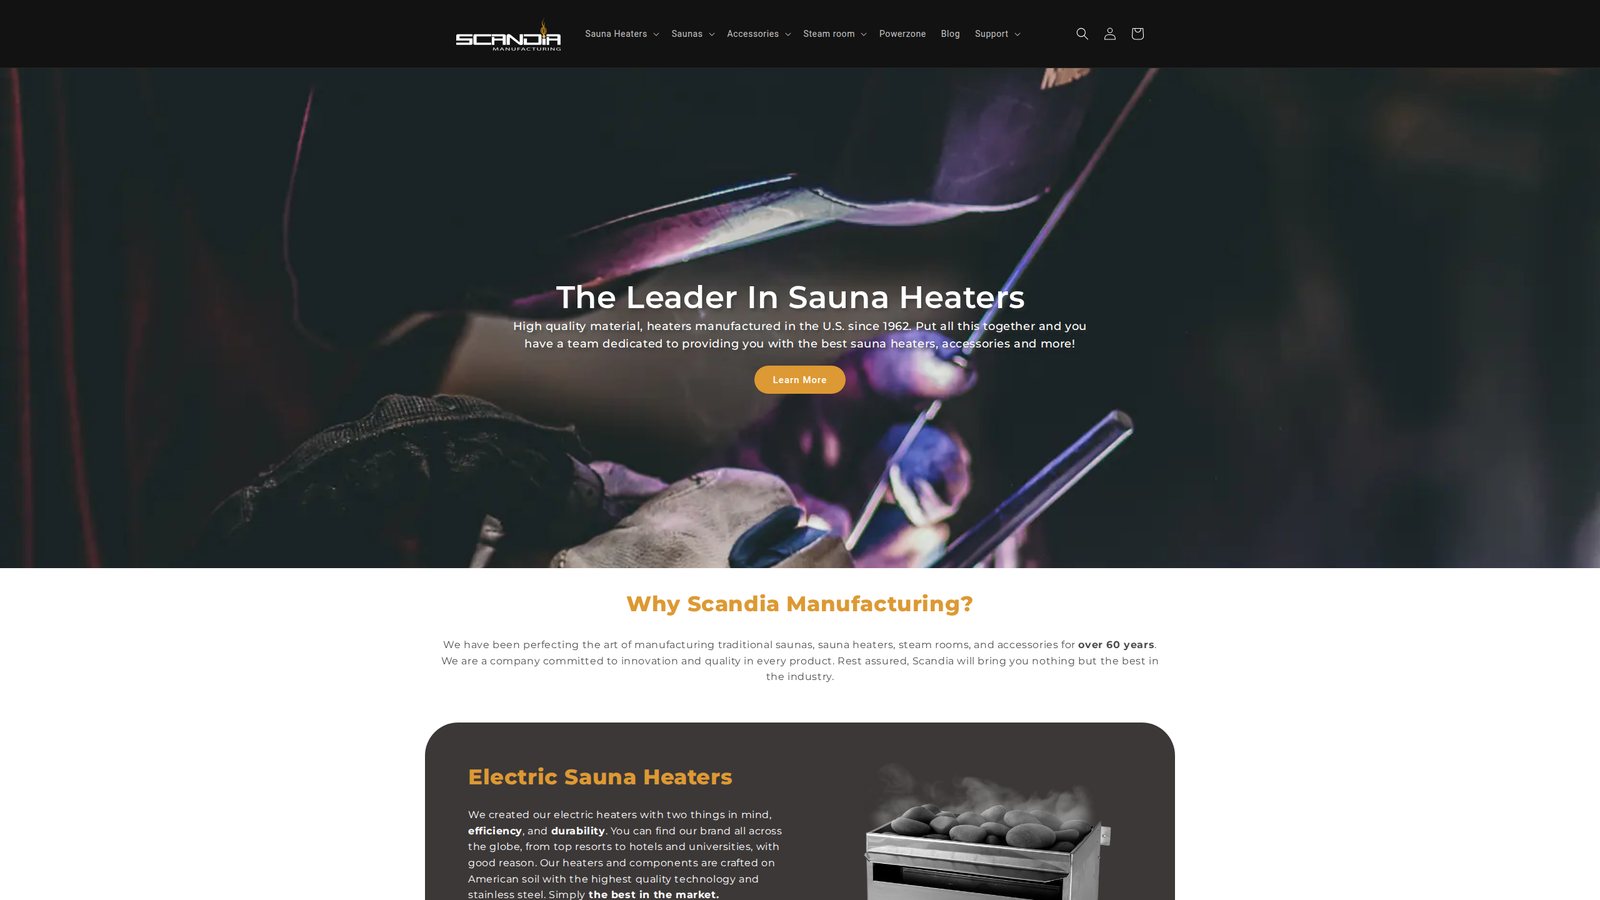 SCANDIA
MANUFACTURING
Sauna Heaters
Saunas
Accessories
Steam room
Powerzone
Blog
Support
The Leader In Sauna Heaters
High quality material, heaters manufactured in the U.S. since 1962. Put all this together and you
have a team dedicated to providing you with the best sauna heaters, accessories and more!
Learn More
Why Scandia Manufacturing?
We have been perfecting the art of manufacturing traditional saunas, sauna heaters, steam rooms, and accessories for over 60 years.
We are a company committed to innovation and quality in every product. Rest assured, Scandia will bring you nothing but the best in
the industry.
Electric Sauna Heaters
We created our electric heaters with two things in mind,
efficiency, and durability. You can find our brand all across
the globe, from top resorts to hotels and universities, with
good reason. Our heaters and components are crafted on
American soil with the highest quality technology and
stainless steel. Simply the best in the market.